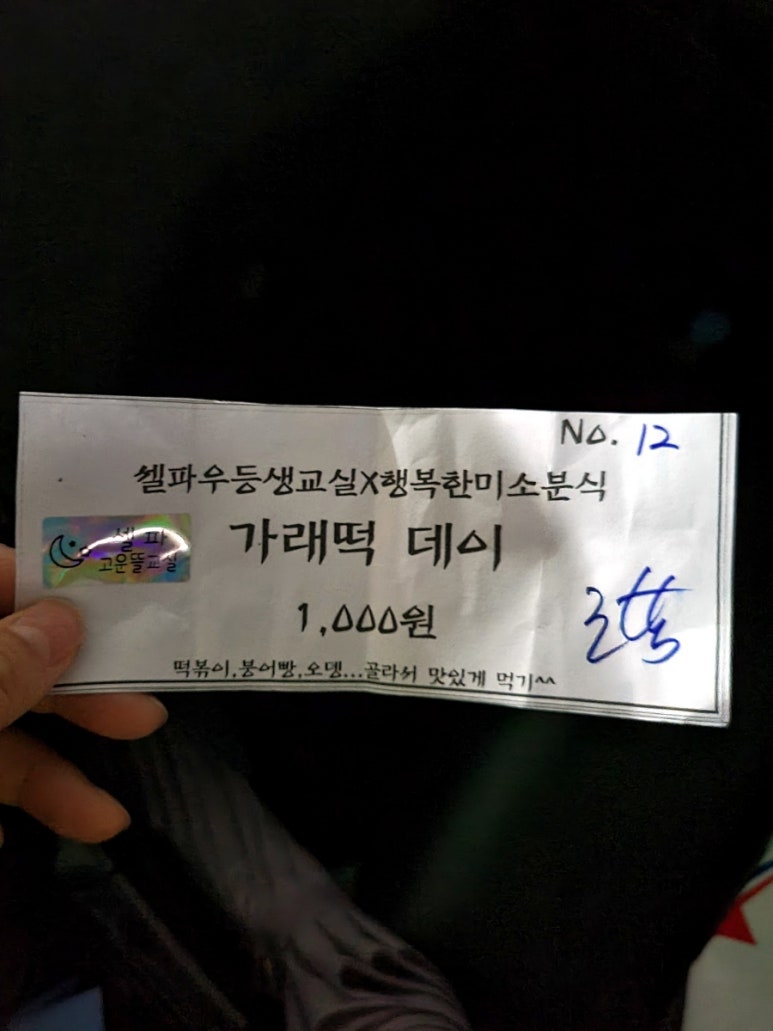 No. 12
셀파우등생교실X행복한미소분식
셀파
고운뜰교실
가래떡 데이
1,000원
떡볶이,붕어빵,오뎅...골라서 맛있게 먹기^^